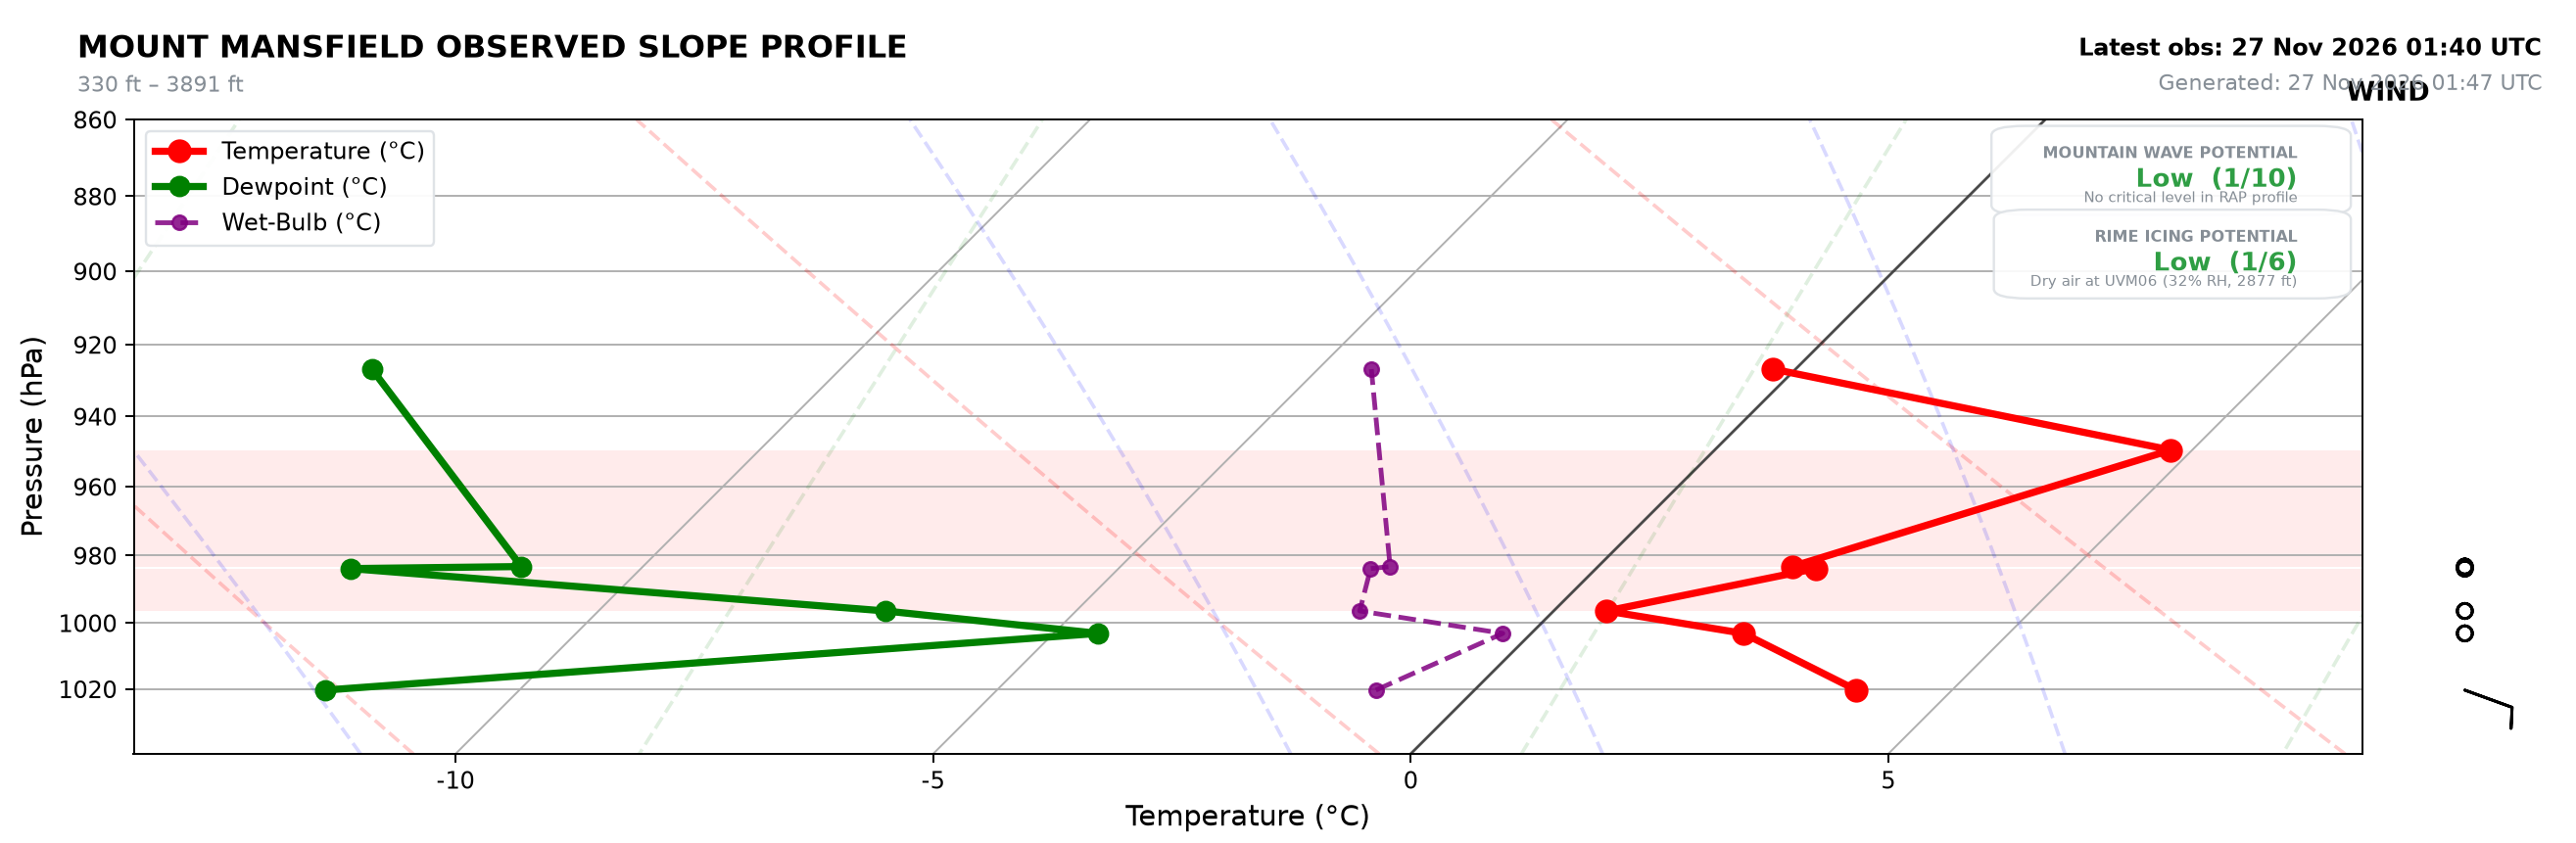 MOUNT MANSFIELD OBSERVED SLOPE PROFILE
330 ft – 3891 ft
Latest obs: 27 Nov 2026 01:40 UTC
Generated: 27 Nov 2026 01:47 UTC
WIND
Temperature (°C)
Dewpoint (°C)
Wet-Bulb (°C)
MOUNTAIN WAVE POTENTIAL
Low (1/10)
No critical level in RAP profile
RIME ICING POTENTIAL
Low (1/6)
Dry air at UVM06 (32% RH, 2877 ft)
Pressure (hPa)
860
880
900
920
940
960
980
1000
1020
-10
-5
0
5
Temperature (°C)